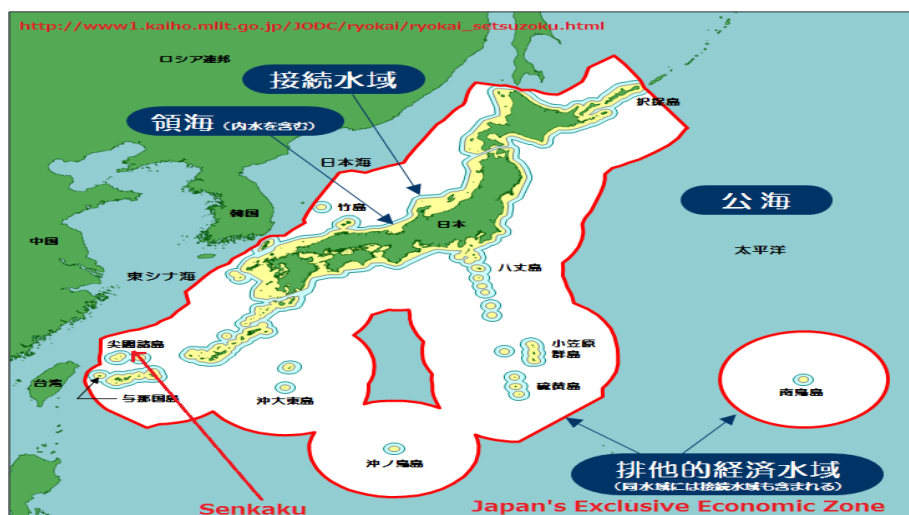 http://www1.kaiho.mlit.go.jp/JODC/ryokai/ryokai_setsuzoku.html
ロシア連邦
接続水域
択捉島
領海（内水を含む）
日本海
竹島
公海
韓国
日本
中国
太平洋
東シナ海
八丈島
尖閣諸島
小笠原
群島
台湾
硫黄島
南鳥島
与那国島
沖大東島
沖ノ鳥島
排他的経済水域
（同水域には接続水域も含まれる）
Senkaku
Japan's Exclusive Economic Zone